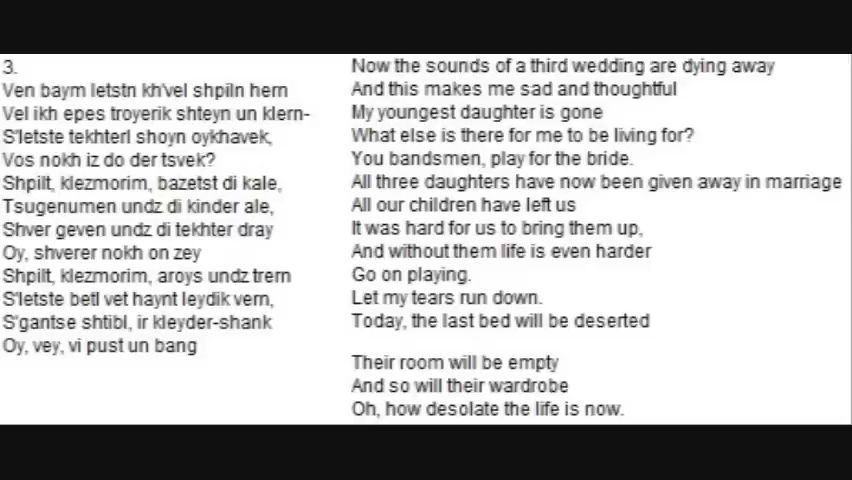 3.
Ven baym letstn kh'vel shpiln hern
Vel ikh epes troyerik shteyn un klern-
S'letste tekhterl shoyn oykhavek,
Vos nokh iz do der tsvek?
Shpilt, klezmorim, bazetst di kale,
Tsugenumen undz di kinder ale,
Shver geven undz di tekhter dray
Oy, shverer nokh on zey
Shpilt, klezmorim, aroys undz trern
S'letste betl vet haynt leydik vern,
S'gantse shtibl, ir kleyder-shank
Oy, vey, vi pust un bang
Now the sounds of a third wedding are dying away
And this makes me sad and thoughtful
My youngest daughter is gone
What else is there for me to be living for?
You bandsmen, play for the bride.
All three daughters have now been given away in marriage
All our children have left us
It was hard for us to bring them up,
And without them life is even harder
Go on playing.
Let my tears run down.
Today, the last bed will be deserted
Their room will be empty
And so will their wardrobe
Oh, how desolate the life is now.